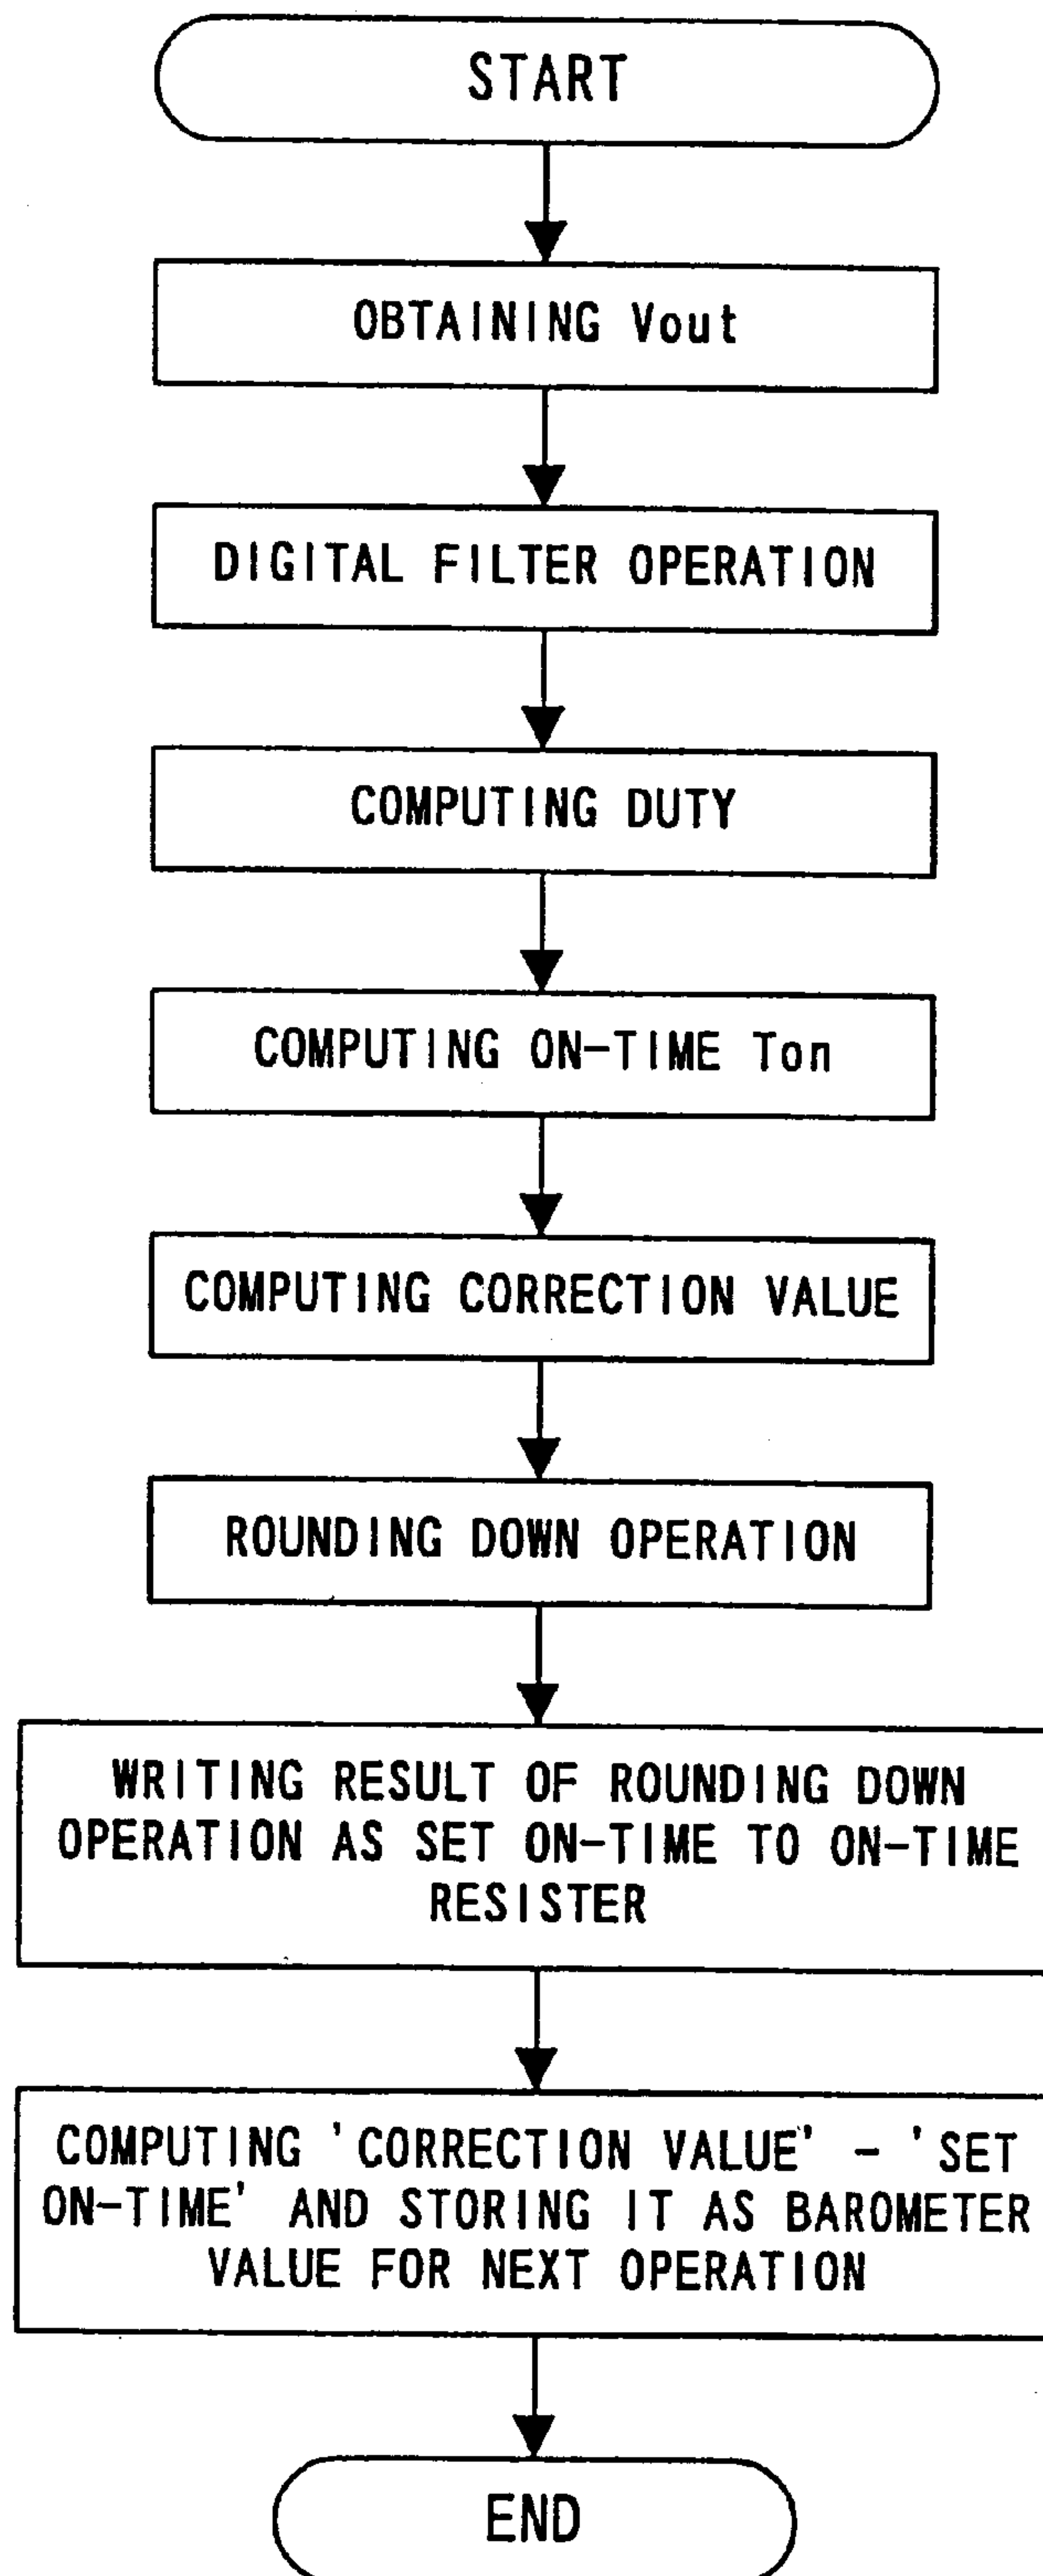 START
OBTAINING Vout
DIGITAL FILTER OPERATION
COMPUTING DUTY
COMPUTING ON-TIME Ton
COMPUTING CORRECTION VALUE
ROUNDING DOWN OPERATION
WRITING RESULT OF ROUNDING DOWN
OPERATION AS SET ON-TIME TO ON-TIME
RESISTER
COMPUTING 'CORRECTION VALUE' - 'SET
ON-TIME' AND STORING IT AS BAROMETER
VALUE FOR NEXT OPERATION
END